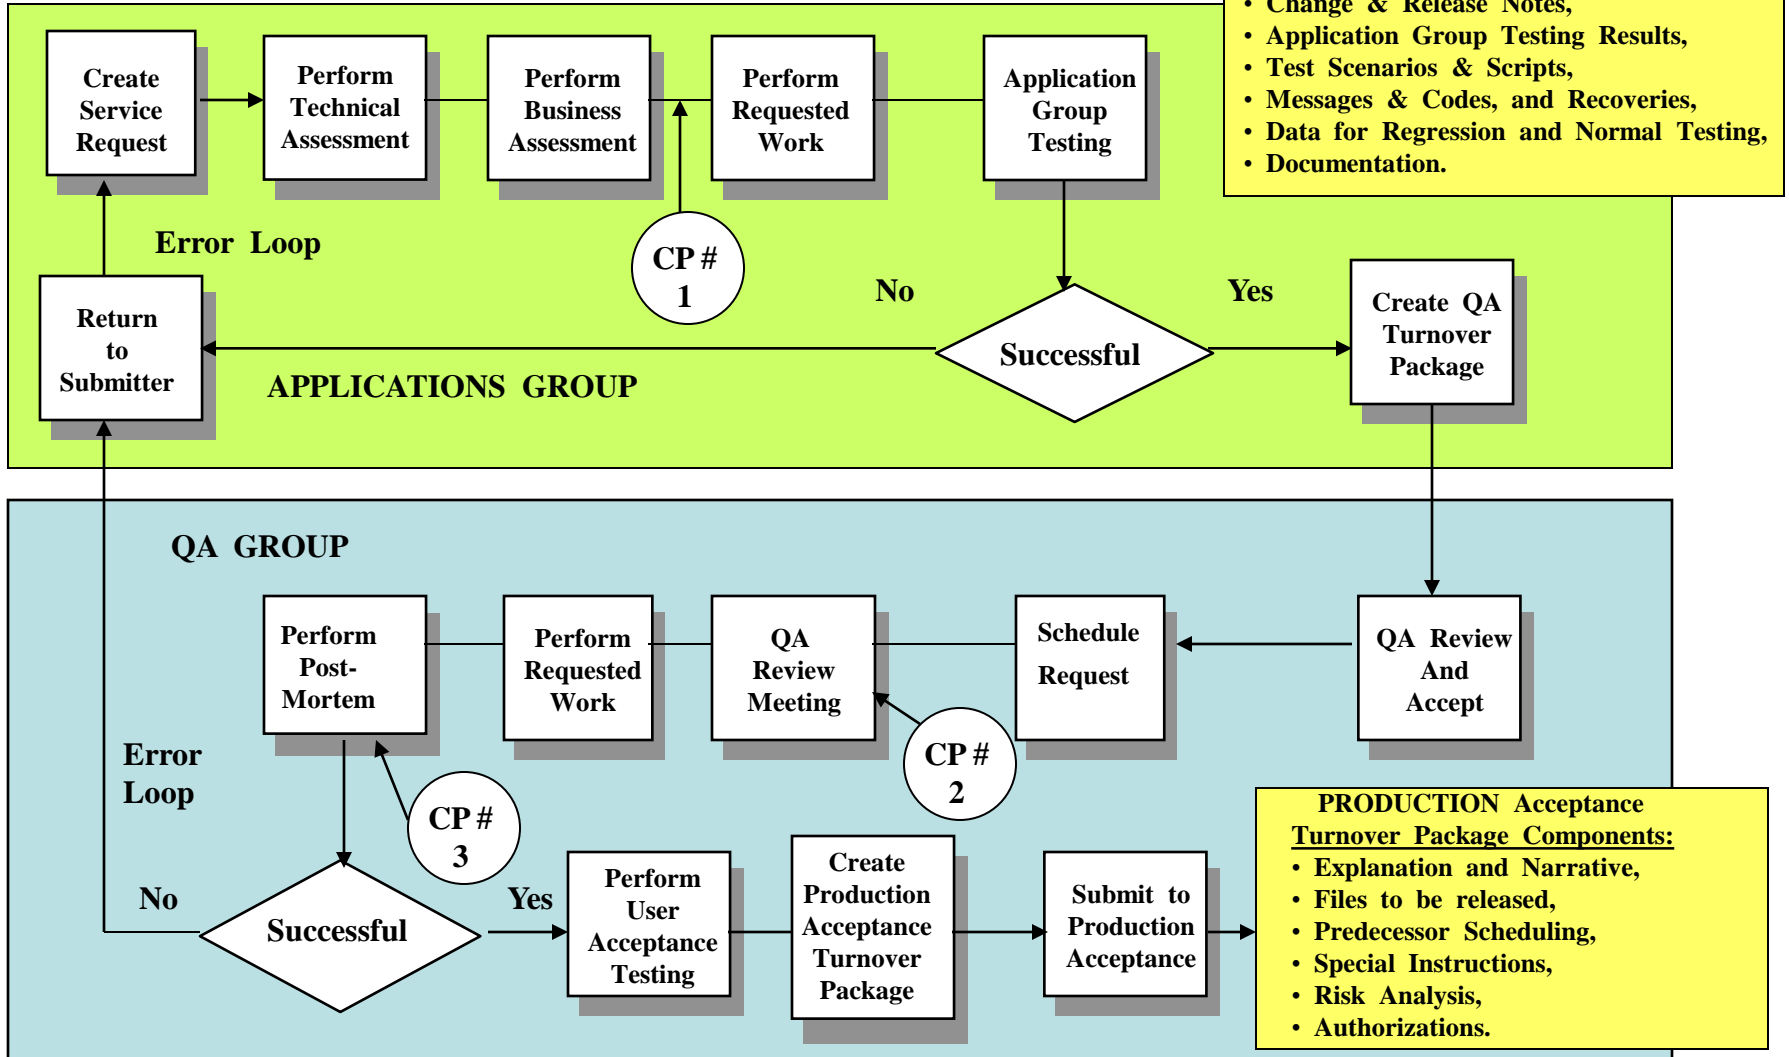 • Change & Release Notes,
• Application Group Testing Results,
• Test Scenarios & Scripts,
• Messages & Codes, and Recoveries,
• Data for Regression and Normal Testing,
• Documentation.
Create
Service
Request
Perform
Technical
Assessment
Perform
Business
Assessment
Perform
Requested
Work
Application
Group
Testing
Error Loop
CP #
1
No
Yes
Return
to
Submitter
Successful
Create QA
Turnover
Package
APPLICATIONS GROUP
QA GROUP
Perform
Post-
Mortem
Perform
Requested
Work
QA
Review
Meeting
Schedule
Request
QA Review
And
Accept
Error
Loop
CP #
3
CP #
2
No
Successful
Yes
Perform
User
Acceptance
Testing
Create
Production
Acceptance
Turnover
Package
Submit to
Production
Acceptance
PRODUCTION Acceptance
Turnover Package Components:
• Explanation and Narrative,
• Files to be released,
• Predecessor Scheduling,
• Special Instructions,
• Risk Analysis,
• Authorizations.